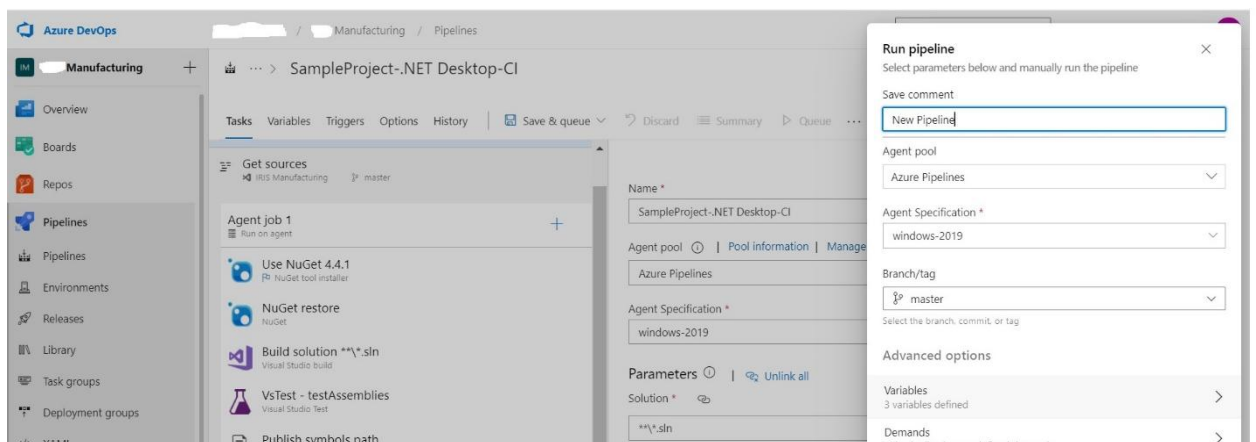 Azure DevOps
/ Manufacturing / Pipelines
IM Manufacturing +
Overview
Boards
Repos
Pipelines
Pipelines
Environments
Releases
Library
Task groups
Deployment groups
··· > SampleProject-.NET Desktop-CI
Tasks Variables Triggers Options History | Save & queue Discard Summary Queue ···
Get sources
IRIS Manufacturing master
Agent job 1 +
Run on agent
Use NuGet 4.4.1
NuGet tool installer
NuGet restore
NuGet
Build solution **\*.sln
Visual Studio build
VsTest - testAssemblies
Visual Studio Test
Publish symbols path
Name *
SampleProject-.NET Desktop-CI
Agent pool | Pool information | Manage
Azure Pipelines
Agent Specification *
windows-2019
Parameters | Unlink all
Solution *
**\*.sln
Run pipeline
Select parameters below and manually run the pipeline
Save comment
New Pipeline
Agent pool
Azure Pipelines
Agent Specification *
windows-2019
Branch/tag
master
Select the branch, commit, or tag
Advanced options
Variables
3 variables defined
Demands